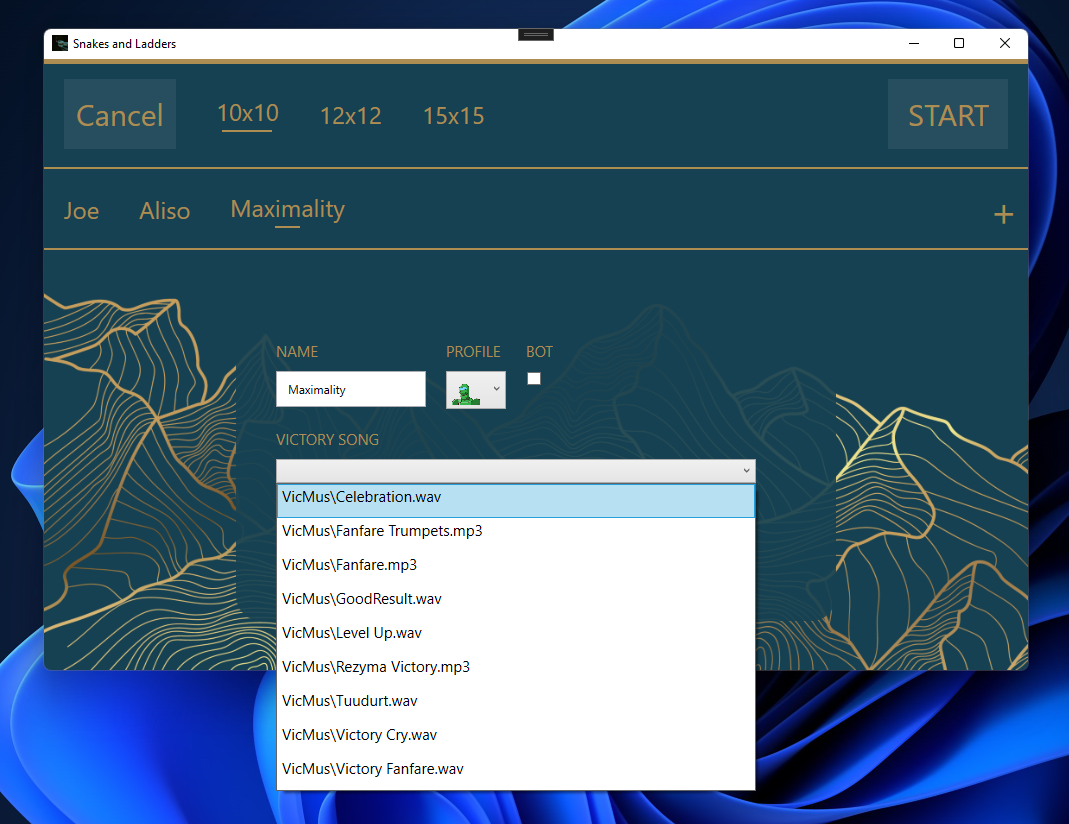 Snakes and Ladders
Cancel 10x10 12x12 15x15 START
Joe Aliso Maximality +
NAME PROFILE BOT
Maximality
VICTORY SONG
VicMus\Celebration.wav
VicMus\Fanfare Trumpets.mp3
VicMus\Fanfare.mp3
VicMus\GoodResult.wav
VicMus\Level Up.wav
VicMus\Rezyma Victory.mp3
VicMus\Tuudurt.wav
VicMus\Victory Cry.wav
VicMus\Victory Fanfare.wav